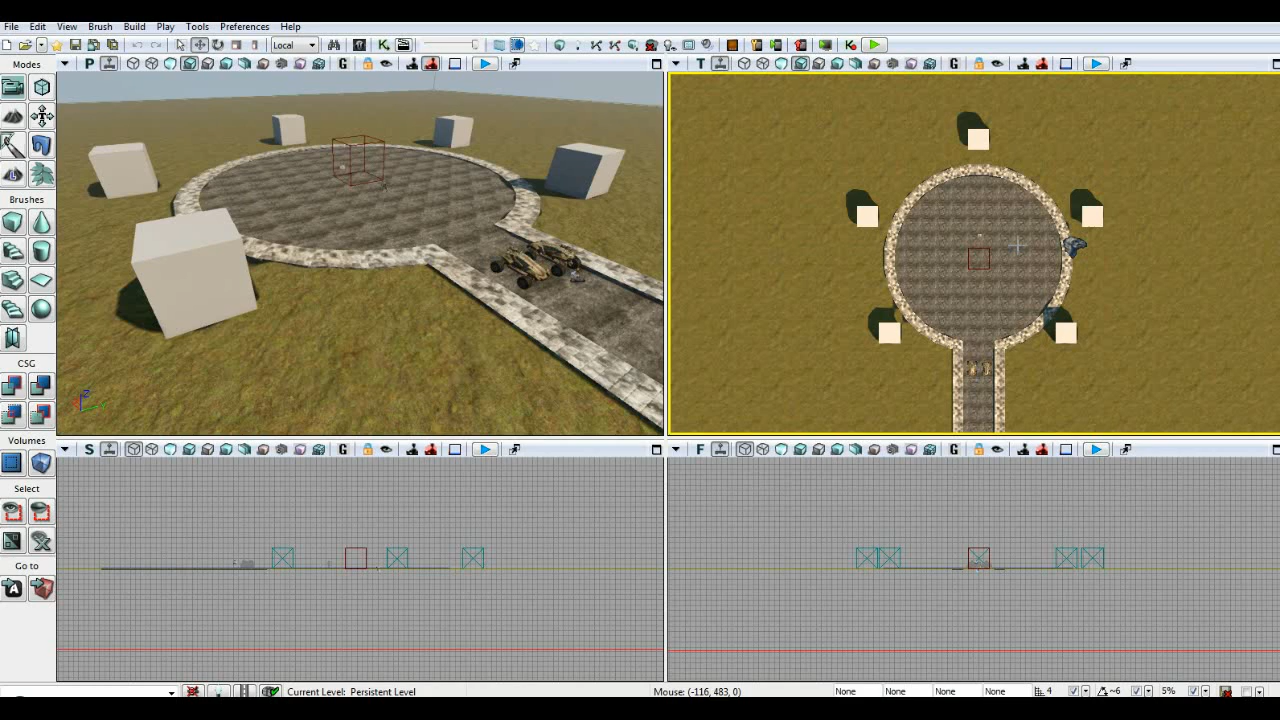 File Edit View Brush Build Play Tools Preferences Help
Local
Modes
P
G
T
G
Brushes
CSG
Volumes
Select
Go to
S
G
F
G
Current Level: Persistent Level
Mouse: (-116, 483, 0)
None None None None
4
~6
5%